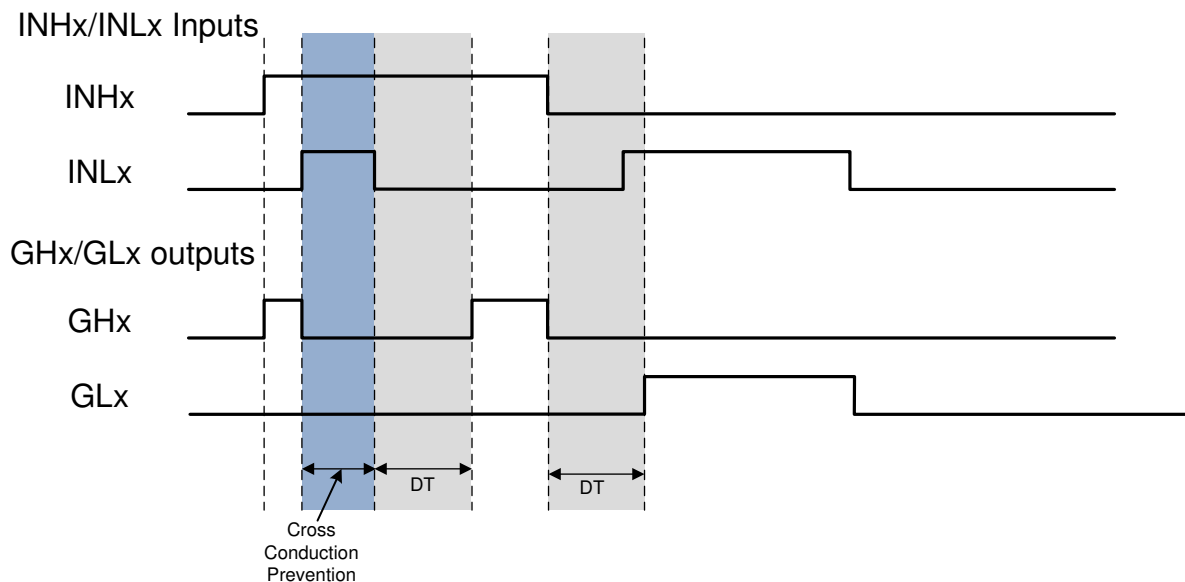 INHx/INLx Inputs
INHx
INLx
GHx/GLx outputs
GHx
GLx
DT
DT
Cross
Conduction
Prevention